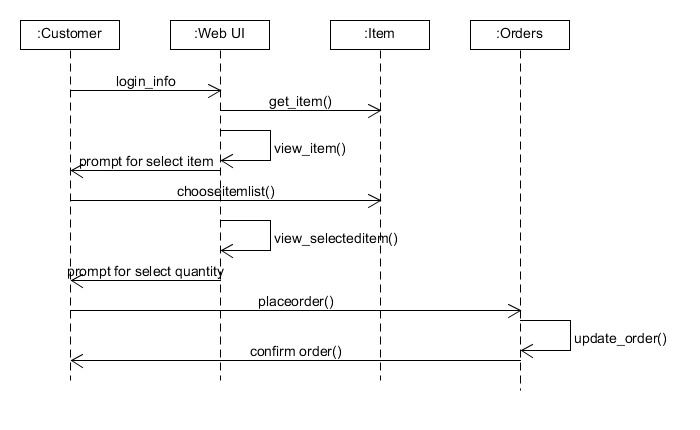 :Customer
:Web UI
:Item
:Orders
login_info
get_item()
view_item()
prompt for select item
chooseitemlist()
view_selecteditem()
prompt for select quantity
placeorder()
update_order()
confirm order()